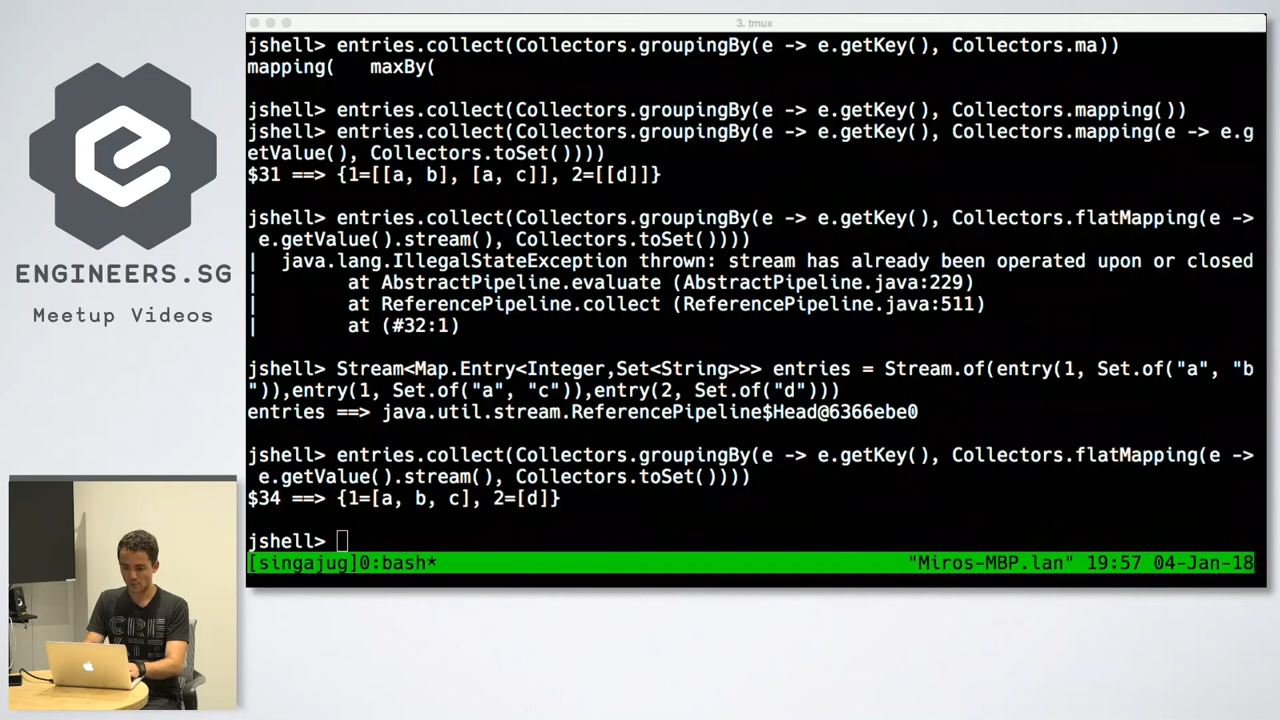 3. tmux
jshell> entries.collect(Collectors.groupingBy(e -> e.getKey(), Collectors.ma))
mapping(   maxBy(
jshell> entries.collect(Collectors.groupingBy(e -> e.getKey(), Collectors.mapping())
jshell> entries.collect(Collectors.groupingBy(e -> e.getKey(), Collectors.mapping(e -> e.g
etValue(), Collectors.toSet())))
$31 ==> {1=[[a, b], [a, c]], 2=[[d]]}
jshell> entries.collect(Collectors.groupingBy(e -> e.getKey(), Collectors.flatMapping(e ->
 e.getValue().stream(), Collectors.toSet())))
|  java.lang.IllegalStateException thrown: stream has already been operated upon or closed
|        at AbstractPipeline.evaluate (AbstractPipeline.java:229)
|        at ReferencePipeline.collect (ReferencePipeline.java:511)
|        at (#32:1)
jshell> Stream<Map.Entry<Integer,Set<String>>> entries = Stream.of(entry(1, Set.of("a", "b
")),entry(1, Set.of("a", "c")),entry(2, Set.of("d")))
entries ==> java.util.stream.ReferencePipeline$Head@6366ebe0
jshell> entries.collect(Collectors.groupingBy(e -> e.getKey(), Collectors.flatMapping(e ->
 e.getValue().stream(), Collectors.toSet())))
$34 ==> {1=[a, b, c], 2=[d]}
jshell>
[singajug]0:bash* "Miros-MBP.lan" 19:57 04-Jan-18
ENGINEERS.SG
Meetup Videos